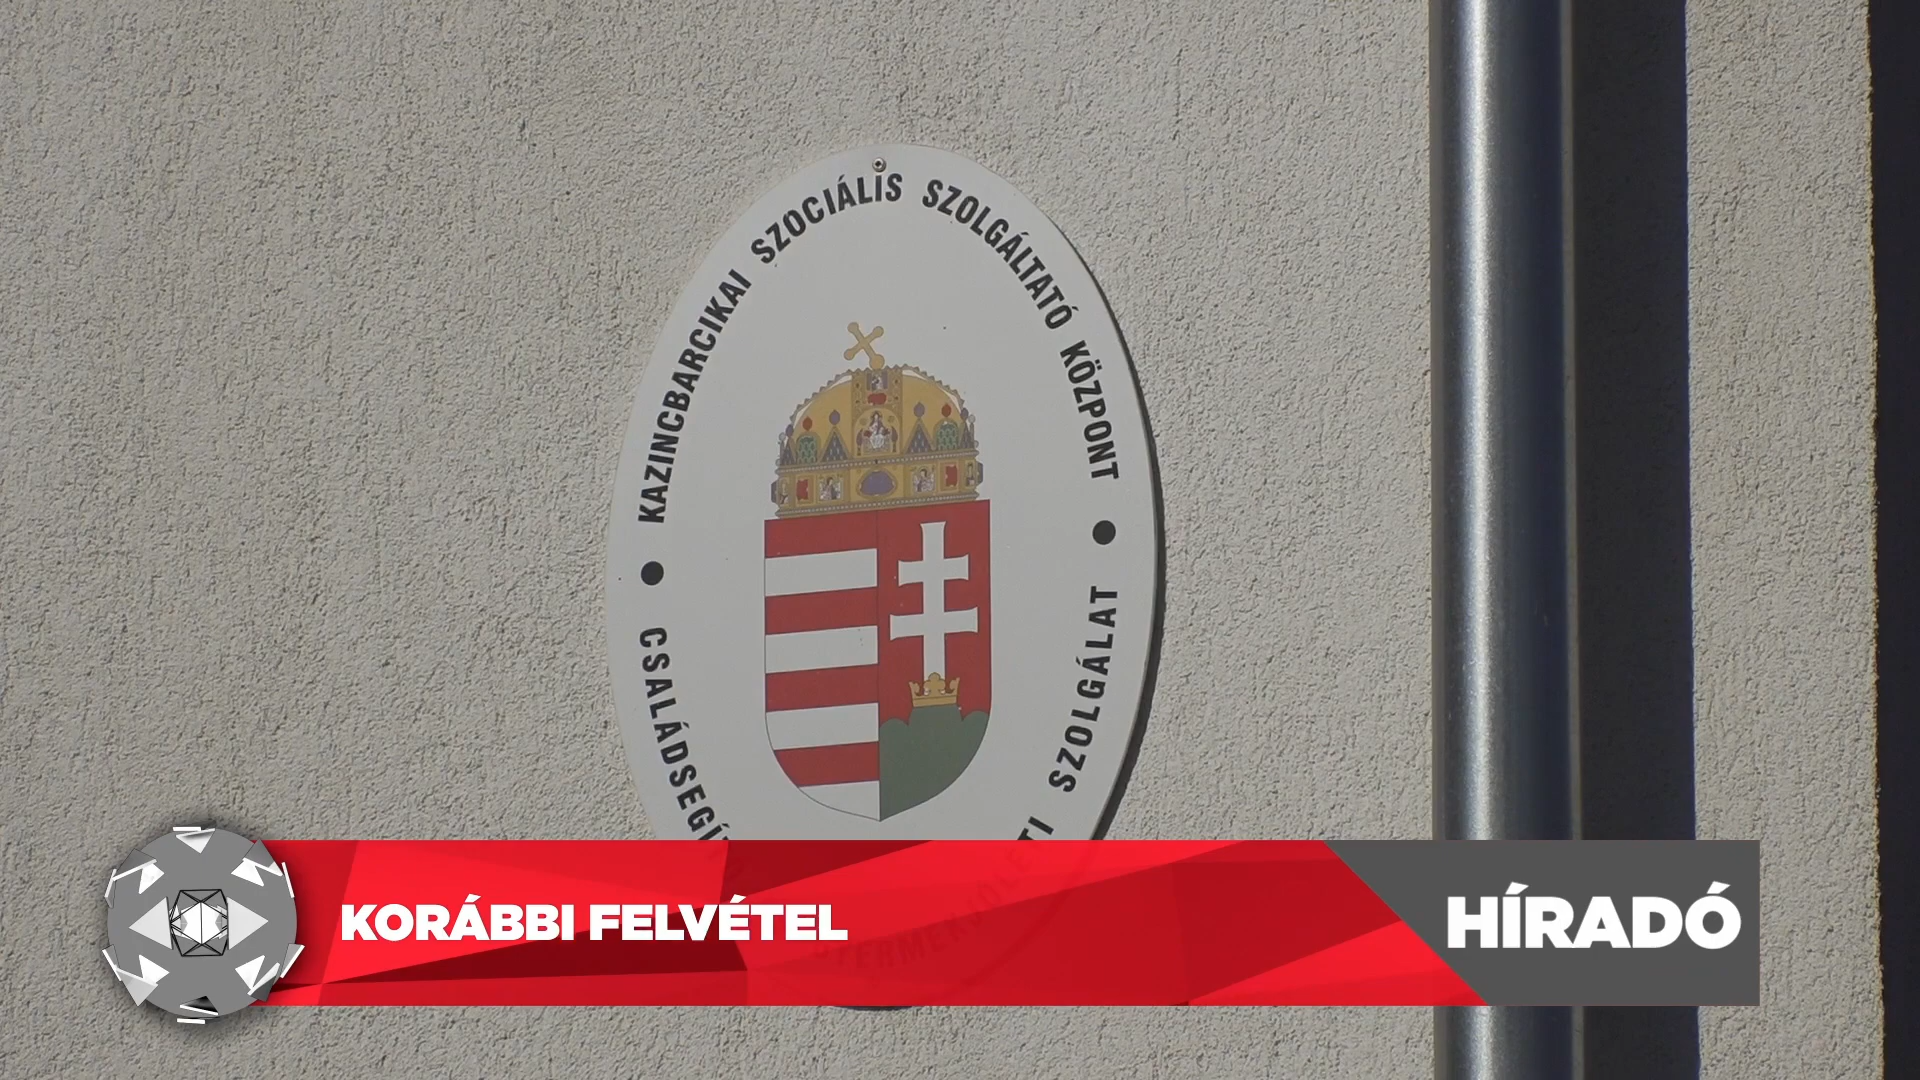 KAZINCBARCIKAI SZOCIÁLIS SZOLGÁLTATÓ KÖZPONT
SZOLGÁLAT
KORÁBBI FELVÉTEL
HÍRADÓ